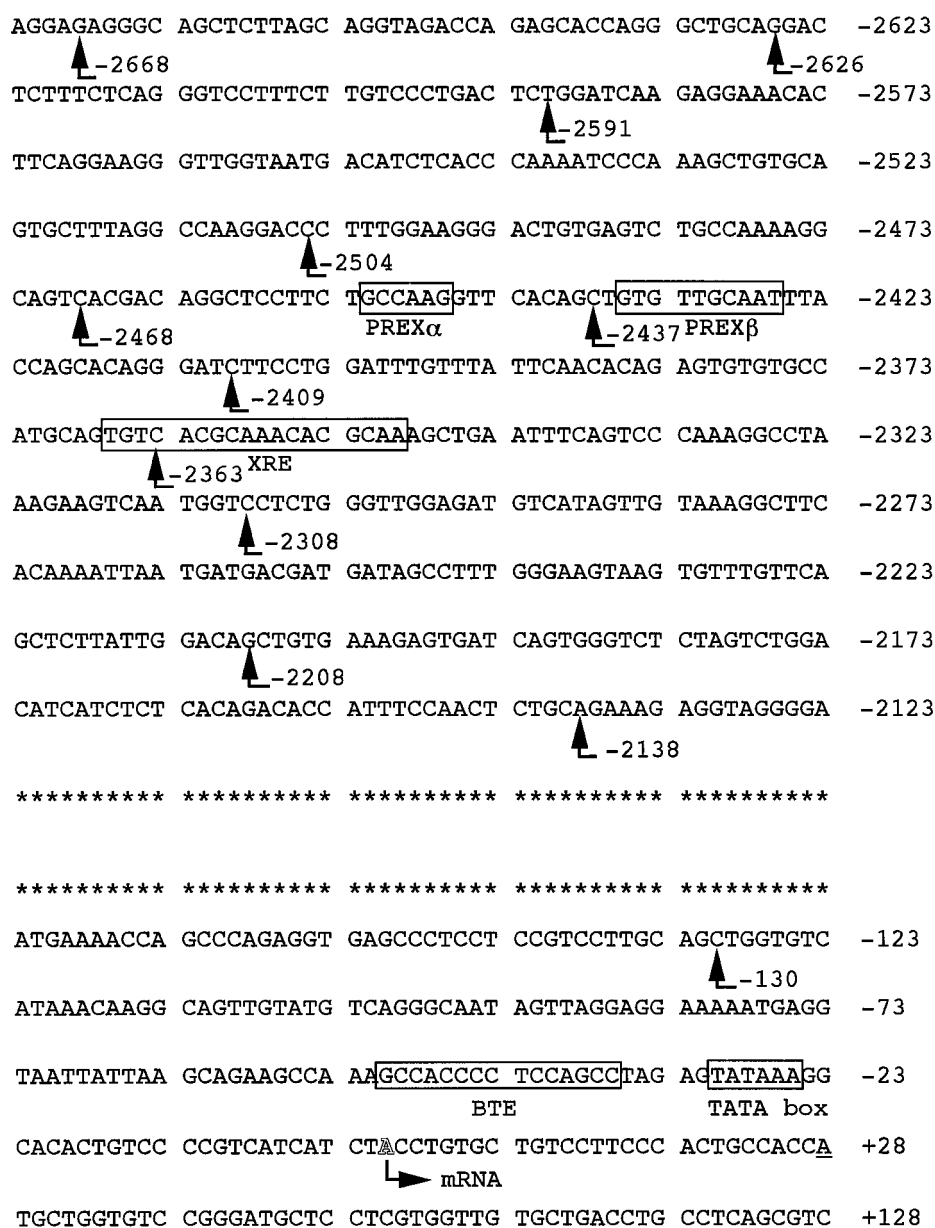 AGGAGAGGGC AGCTCTTAGC AGGTAGACCA GAGCACCAGG GCTGCAGGAC -2623
-2668 -2626
TCTTTCTCAG GGTCCTTTCT TGTCCCTGAC TCTGGATCAA GAGGAAACAC -2573
-2591
TTCAGGAAGG GTTGGTAATG ACATCTCACC CAAAATCCCA AAGCTGTGCA -2523
GTGCTTTAGG CCAAGGACCC TTTGGAAGGG ACTGTGAGTC TGCCAAAAGG -2473
-2504
CAGTCACGAC AGGCTCCTTC TGCCAAGGTT CACAGCTGTG TTGCAATTTA -2423
-2468 PREXα -2437 PREXβ
CCAGCACAGG GATCTTCCTG GATTTGTTTA TTCAACACAG AGTGTGTGCC -2373
-2409
ATGCAGTGTC ACGCAAACAC GCAAAGCTGA ATTTCAGTCC CAAAGGCCTA -2323
-2363 XRE
AAGAAGTCAA TGGTCCTCTG GGTTGGAGAT GTCATAGTTG TAAAGGCTTC -2273
-2308
ACAAAATTAA TGATGACGAT GATAGCCTTT GGGAAGTAAG TGTTTGTTCA -2223
GCTCTTATTG GACAGCTGTG AAAGAGTGAT CAGTGGGTCT CTAGTCTGGA -2173
-2208
CATCATCTCT CACAGACACC ATTTCCAACT CTGCAGAAAG AGGTAGGGGA -2123
-2138
********** ********** ********** ********** **********
********** ********** ********** ********** **********
ATGAAAACCA GCCCAGAGGT GAGCCCTCCT CCGTCCTTGC AGCTGGTGTC -123
-130
ATAAACAAGG CAGTTGTATG TCAGGGCAAT AGTTAGGAGG AAAAATGAGG -73
TAATTATTAA GCAGAAGCCA AAGCCACCCC TCCAGCCTAG AGTATAAAGG -23
BTE TATA box
CACACTGTCC CCGTCATCAT CTACCTGTGC TGTCCTTCCC ACTGCCACCA +28
mRNA
TGCTGGTGTC CGGGATGCTC CTCGTGGTTG TGCTGACCTG CCTCAGCGTC +128